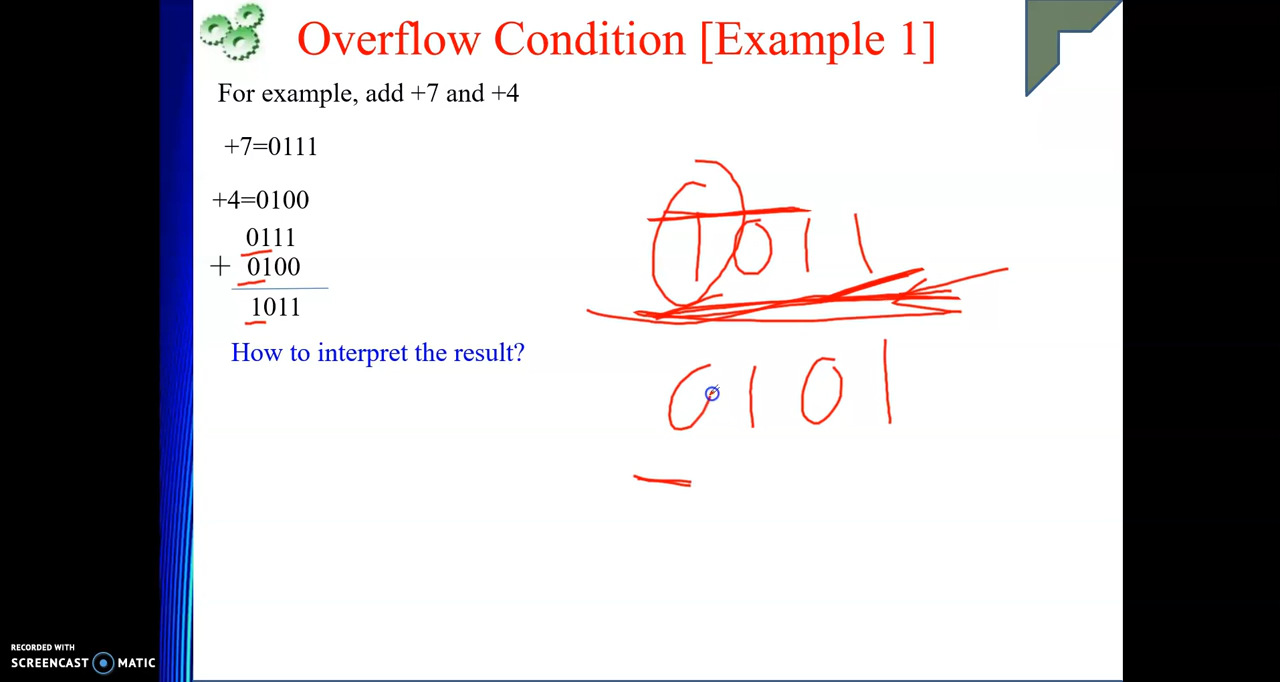 Overflow Condition [Example 1]
For example, add +7 and +4
+7=0111
+4=0100
0111
+ 0100
1011
How to interpret the result?
1011
0101
RECORDED WITH
SCREENCAST MATIC